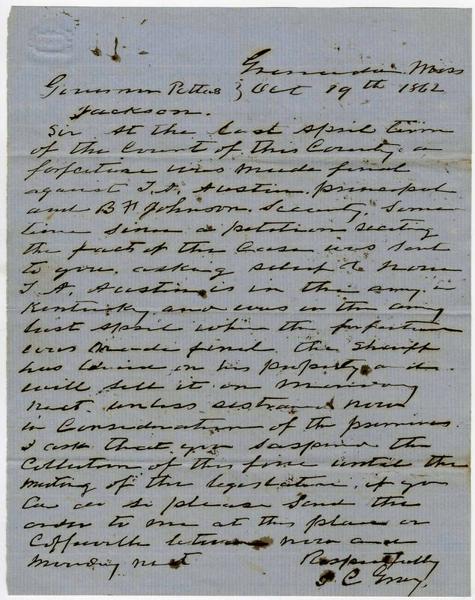 Grenada Miss
Governor Pettus } Oct 19th 1862
Jackson.
Sir At the last April term
of the Court of this County a
forfeiture was made final
against T. A. Austin principal
and B F Johnson Security, Some
time since a petition reciting
the fact of the Case was sent
to you. asking relief &
T. A. Austin is in the army in
Kentucky and was in the army
last April when the forfeiture
was made final the Sheriff
has on his property and
will sell it on Monday
next. unless restrained Now
in Consideration of the premises.
I ask that you Suspend the
Collection of this fine until the
meeting of the legislature if you
Can do so please Send the
order to me at this place or
Coffeeville between now and
Monday next
Respectfully
Gray.